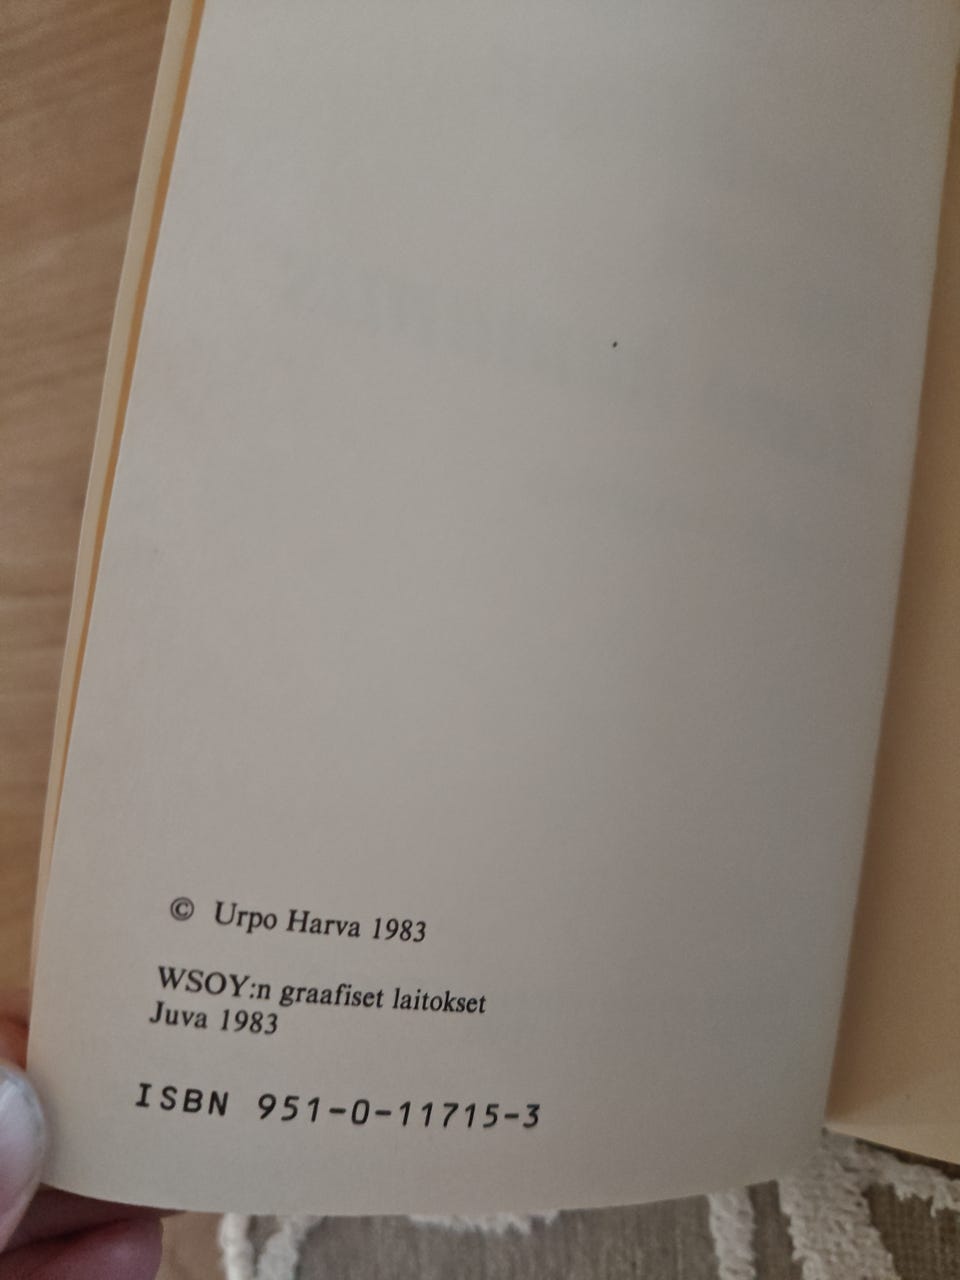 © Urpo Harva 1983
WSOY:n graafiset laitokset
Juva 1983
ISBN 951-0-11715-3